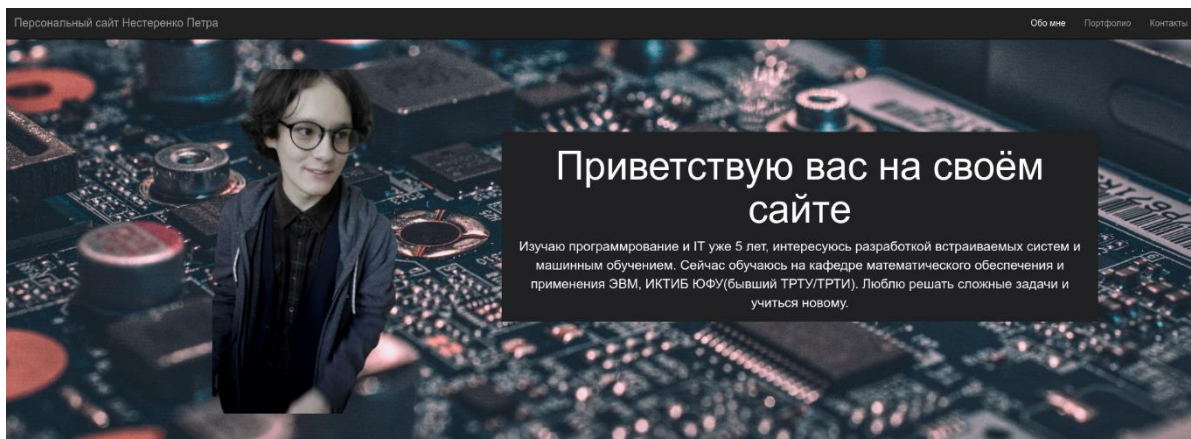 Персональный сайт Нестеренко Петра
Обо мне Портфолио Контакты
Приветствую вас на своём
сайте
Изучаю программрование и IT уже 5 лет, интересуюсь разработкой встраиваемых систем и
машинным обучением. Сейчас обучаюсь на кафедре математического обеспечения и
применения ЭВМ, ИКТИБ ЮФУ(бывший ТРТУ/ТРТИ). Люблю решать сложные задачи и
учиться новому.